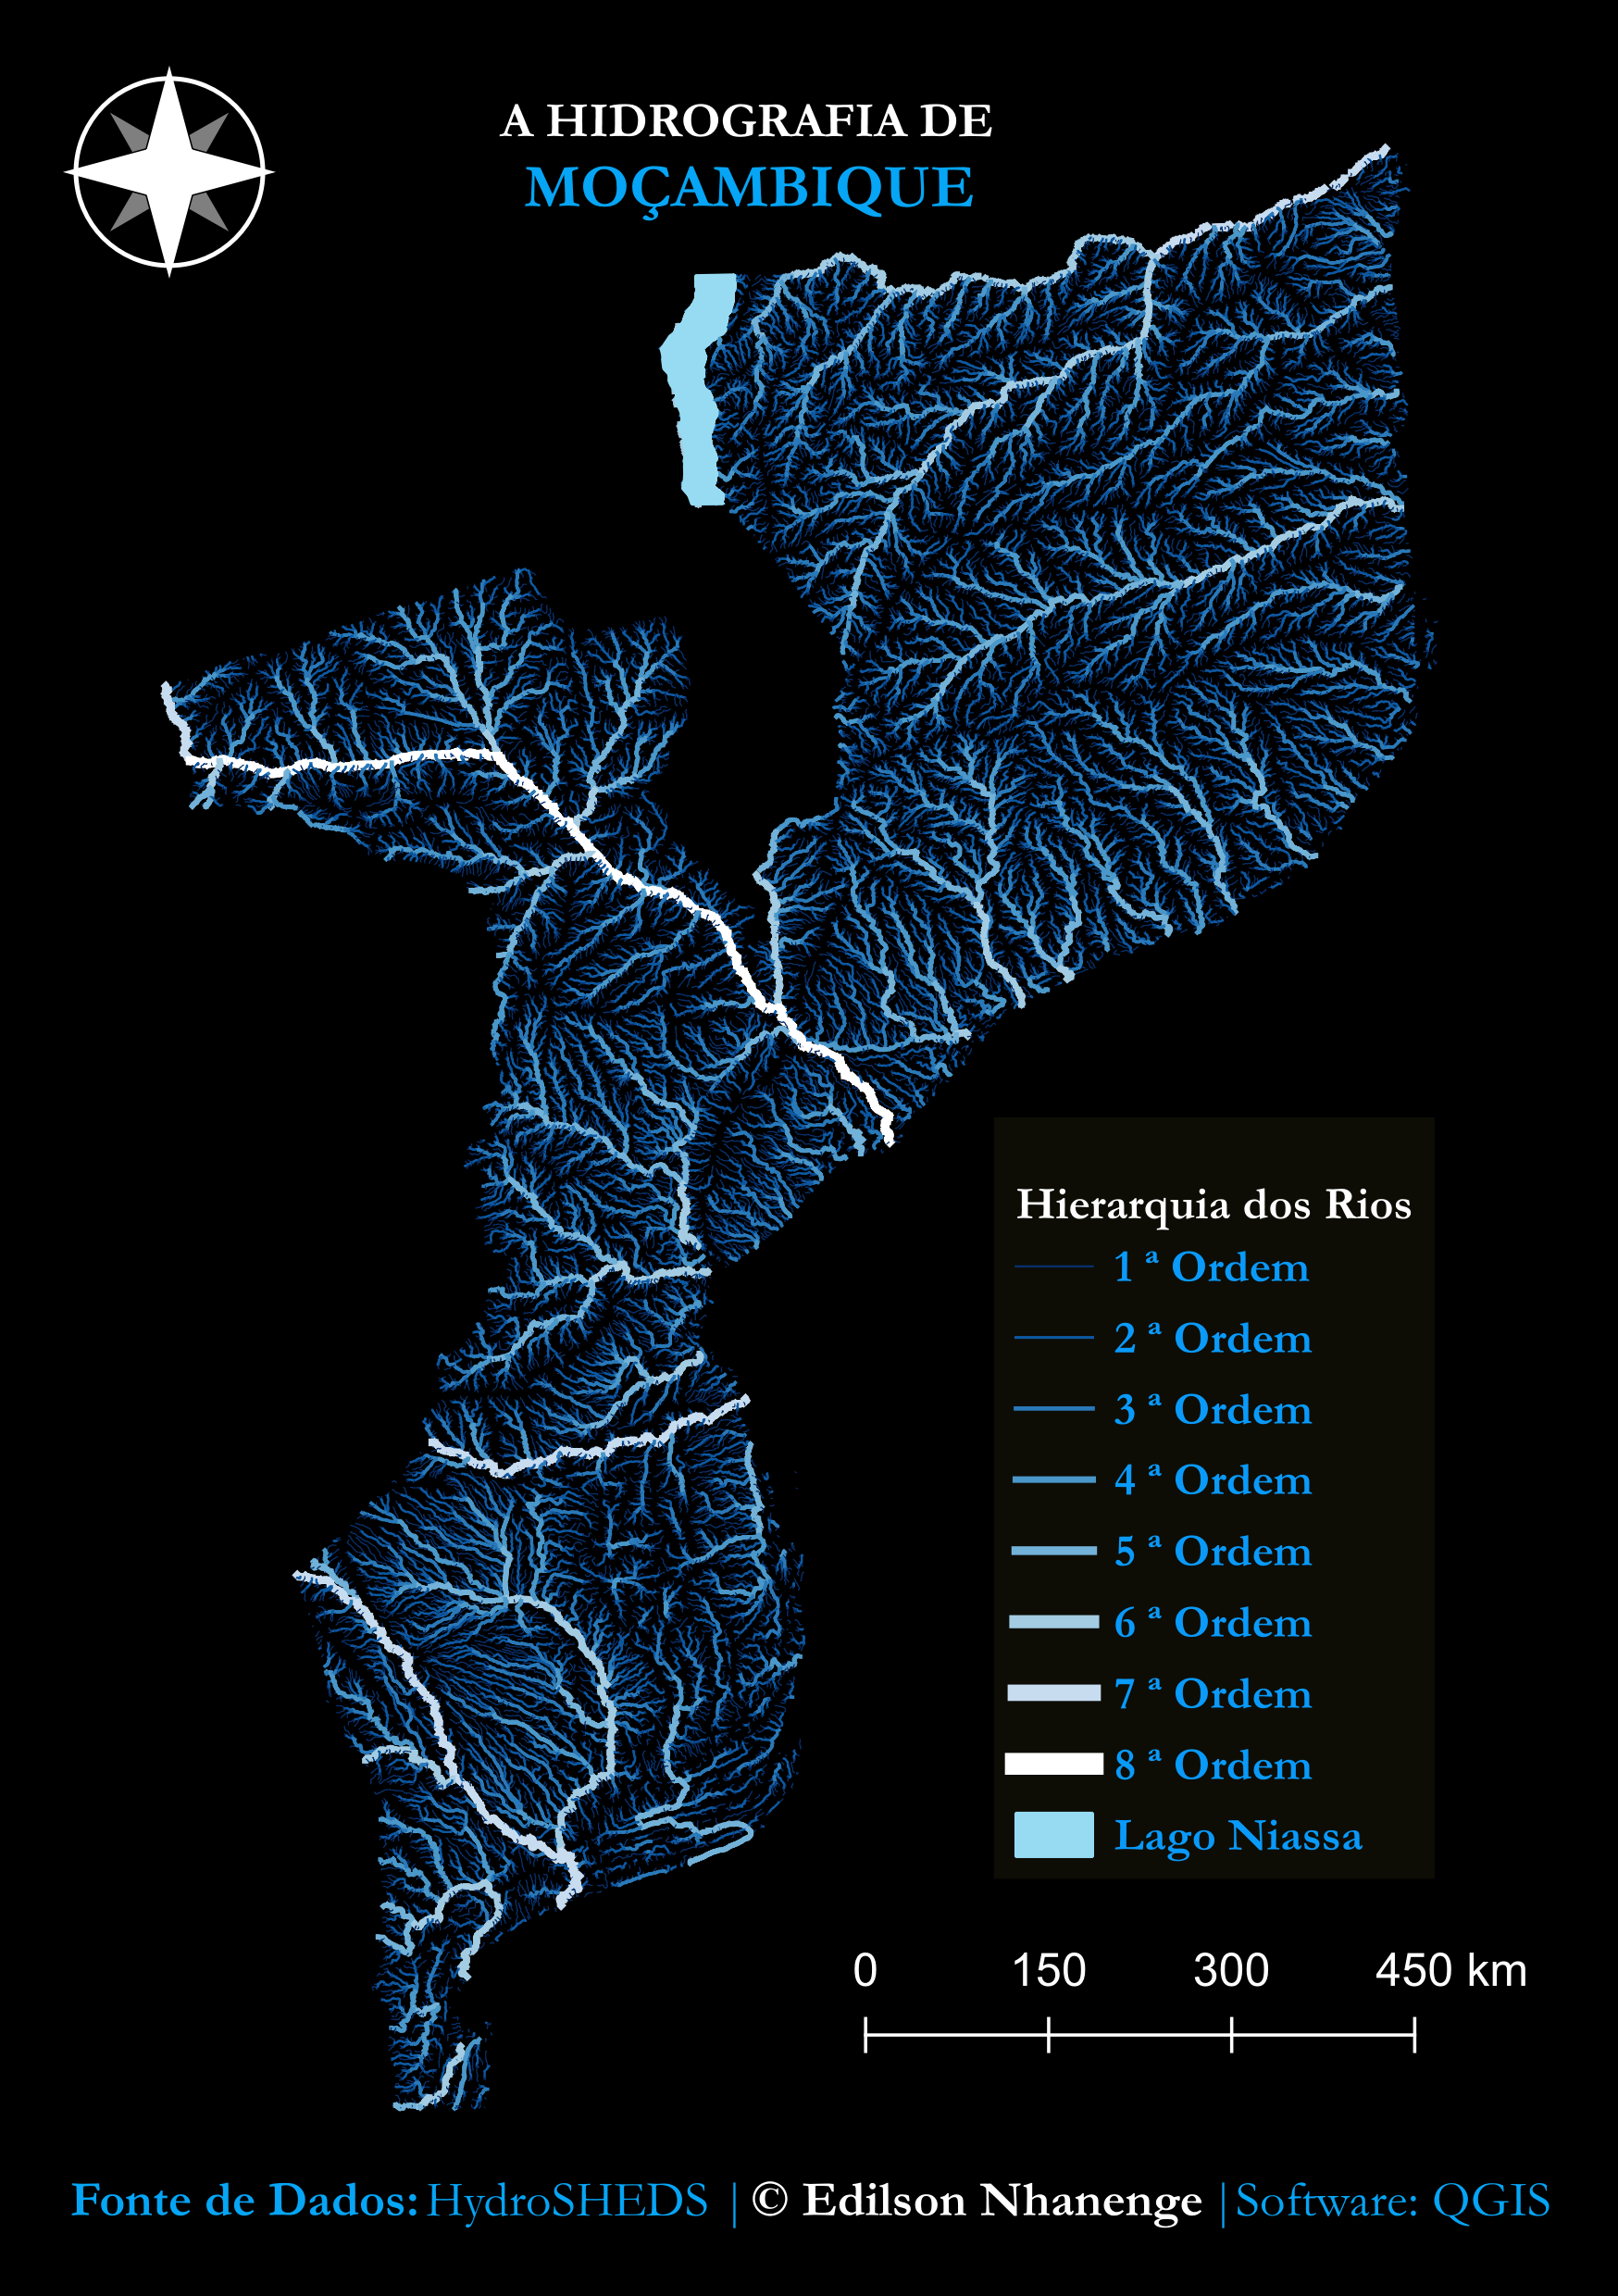 A HIDROGRAFIA DE
MOÇAMBIQUE
Hierarquia dos Rios
1 ª Ordem
2 ª Ordem
3 ª Ordem
4 ª Ordem
5 ª Ordem
6 ª Ordem
7 ª Ordem
8 ª Ordem
Lago Niassa
0 150 300 450 km
Fonte de Dados: HydroSHEDS | © Edilson Nhanenge | Software: QGIS